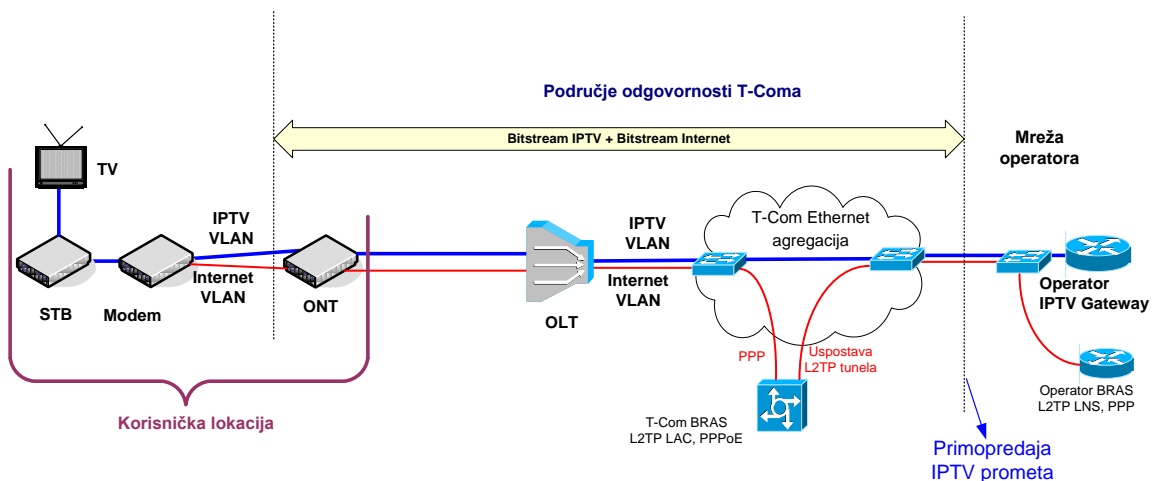 Područje odgovornosti T-Coma
Bitstream IPTV + Bitstream Internet
Mreža
operatora
TV
IPTV
VLAN
Internet
VLAN
STB
Modem
ONT
OLT
IPTV
VLAN
Internet
VLAN
T-Com Ethernet
agregacija
PPP
Uspostava
L2TP tunela
T-Com BRAS
L2TP LAC, PPPoE
Operator
IPTV Gateway
Operator BRAS
L2TP LNS, PPP
Korisnička lokacija
Primopredaja
IPTV prometa